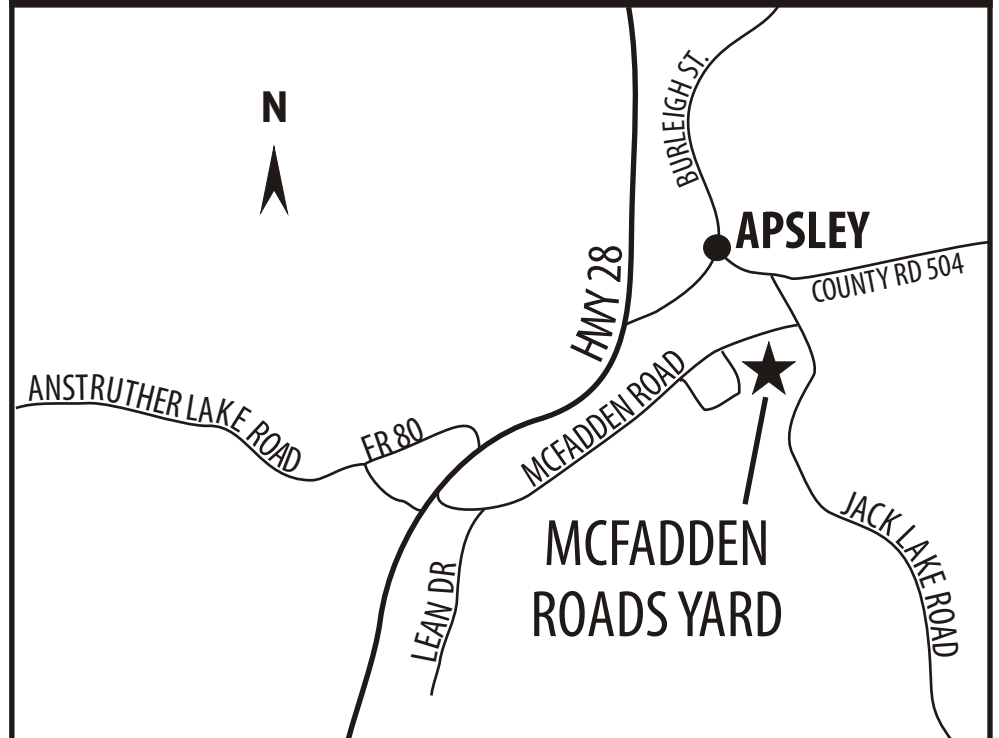 N
BURLEIGH ST.
APSLEY
COUNTY RD 504
HWY 28
ANSTRUTHER LAKE ROAD
FR 80
MCFADDEN ROAD
MCFADDEN
ROADS YARD
JACK LAKE ROAD
LEAN DR